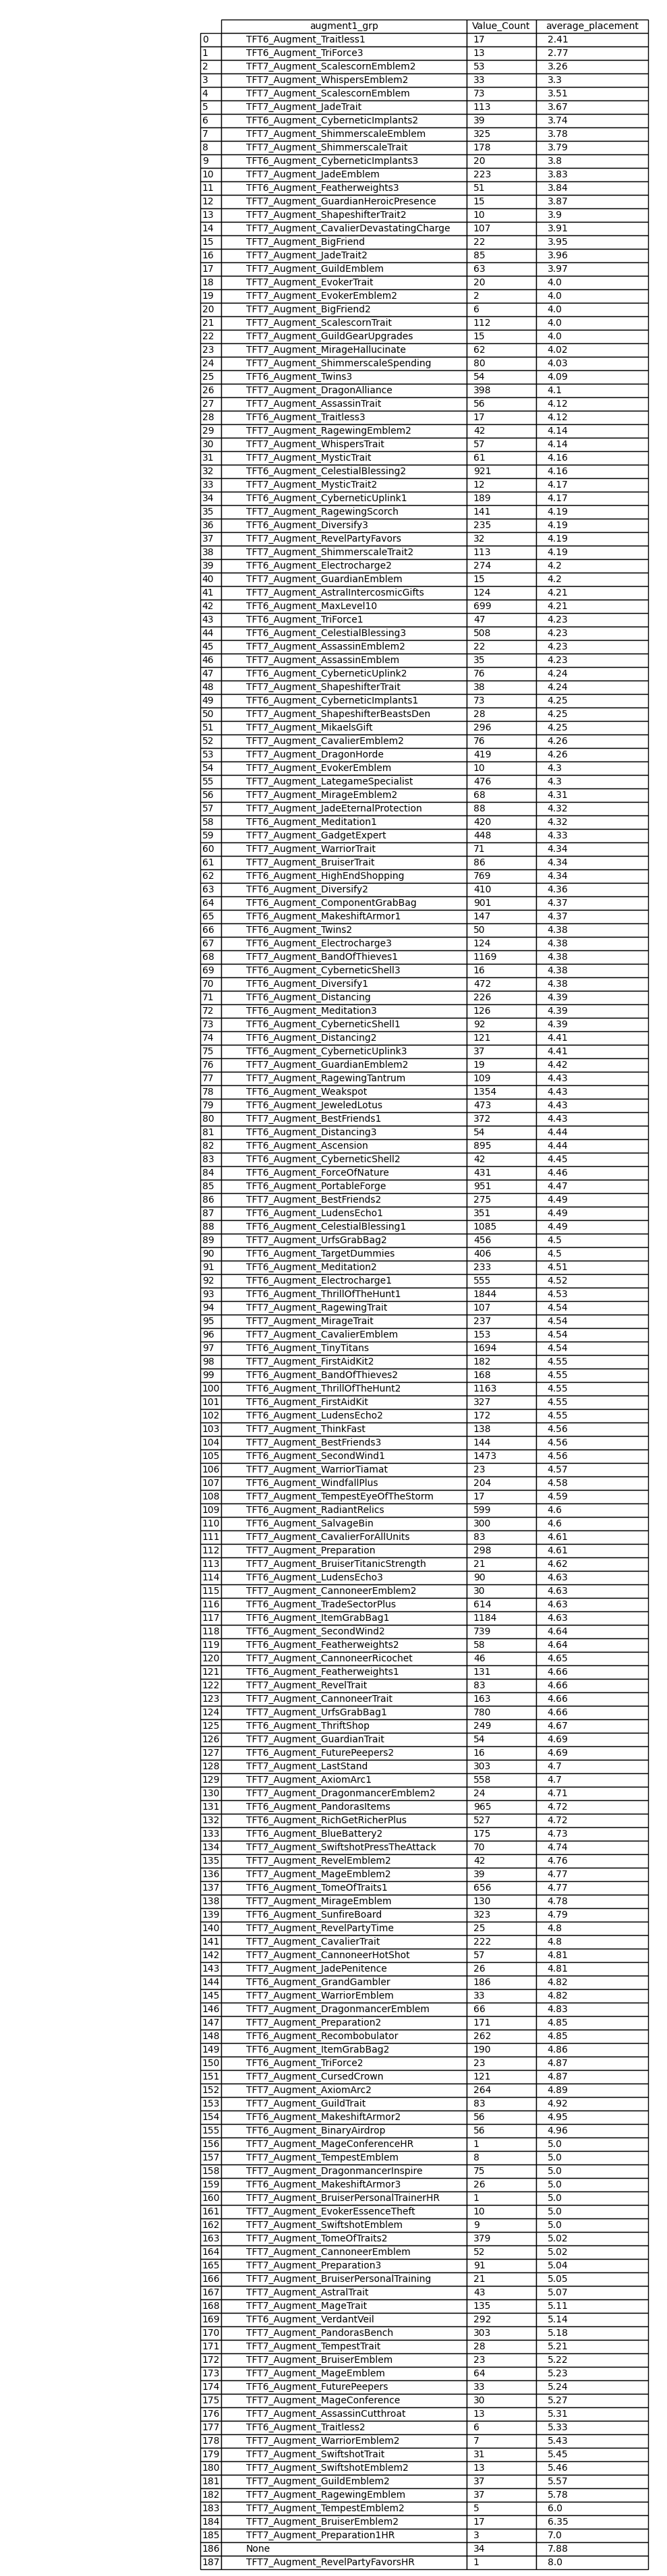 augment1_grp Value_Count average_placement
0 TFT6_Augment_Traitless1 17 2.41
1 TFT6_Augment_TriForce3 13 2.77
2 TFT7_Augment_ScalescornEmblem2 53 3.26
3 TFT7_Augment_WhispersEmblem2 33 3.3
4 TFT7_Augment_ScalescornEmblem 73 3.51
5 TFT7_Augment_JadeTrait 113 3.67
6 TFT6_Augment_CyberneticImplants2 39 3.74
7 TFT7_Augment_ShimmerscaleEmblem 325 3.78
8 TFT7_Augment_ShimmerscaleTrait 178 3.79
9 TFT6_Augment_CyberneticImplants3 20 3.8
10 TFT7_Augment_JadeEmblem 223 3.83
11 TFT6_Augment_Featherweights3 51 3.84
12 TFT7_Augment_GuardianHeroicPresence 15 3.87
13 TFT7_Augment_ShapeshifterTrait2 10 3.9
14 TFT7_Augment_CavalierDevastatingCharge 107 3.91
15 TFT7_Augment_BigFriend 22 3.95
16 TFT7_Augment_JadeTrait2 85 3.96
17 TFT7_Augment_GuildEmblem 63 3.97
18 TFT7_Augment_EvokerTrait 20 4.0
19 TFT7_Augment_EvokerEmblem2 2 4.0
20 TFT7_Augment_BigFriend2 6 4.0
21 TFT7_Augment_ScalescornTrait 112 4.0
22 TFT7_Augment_GuildGearUpgrades 15 4.0
23 TFT7_Augment_MirageHallucinate 62 4.02
24 TFT7_Augment_ShimmerscaleSpending 80 4.03
25 TFT6_Augment_Twins3 54 4.09
26 TFT7_Augment_DragonAlliance 398 4.1
27 TFT7_Augment_AssassinTrait 56 4.12
28 TFT6_Augment_Traitless3 17 4.12
29 TFT7_Augment_RagewingEmblem2 42 4.14
30 TFT7_Augment_WhispersTrait 57 4.14
31 TFT7_Augment_MysticTrait 61 4.16
32 TFT6_Augment_CelestialBlessing2 921 4.16
33 TFT7_Augment_MysticTrait2 12 4.17
34 TFT6_Augment_CyberneticUplink1 189 4.17
35 TFT7_Augment_RagewingScorch 141 4.19
36 TFT6_Augment_Diversify3 235 4.19
37 TFT7_Augment_RevelPartyFavors 32 4.19
38 TFT7_Augment_ShimmerscaleTrait2 113 4.19
39 TFT6_Augment_Electrocharge2 274 4.2
40 TFT7_Augment_GuardianEmblem 15 4.2
41 TFT7_Augment_AstralIntercosmicGifts 124 4.21
42 TFT6_Augment_MaxLevel10 699 4.21
43 TFT6_Augment_TriForce1 47 4.23
44 TFT6_Augment_CelestialBlessing3 508 4.23
45 TFT7_Augment_AssassinEmblem2 22 4.23
46 TFT7_Augment_AssassinEmblem 35 4.23
47 TFT6_Augment_CyberneticUplink2 76 4.24
48 TFT7_Augment_ShapeshifterTrait 38 4.24
49 TFT6_Augment_CyberneticImplants1 73 4.25
50 TFT7_Augment_ShapeshifterBeastsDen 28 4.25
51 TFT7_Augment_MikaelsGift 296 4.25
52 TFT7_Augment_CavalierEmblem2 76 4.26
53 TFT7_Augment_DragonHorde 419 4.26
54 TFT7_Augment_EvokerEmblem 10 4.3
55 TFT7_Augment_LategameSpecialist 476 4.3
56 TFT7_Augment_MirageEmblem2 68 4.31
57 TFT7_Augment_JadeEternalProtection 88 4.32
58 TFT6_Augment_Meditation1 420 4.32
59 TFT7_Augment_GadgetExpert 448 4.33
60 TFT7_Augment_WarriorTrait 71 4.34
61 TFT7_Augment_BruiserTrait 86 4.34
62 TFT6_Augment_HighEndShopping 769 4.34
63 TFT6_Augment_Diversify2 410 4.36
64 TFT6_Augment_ComponentGrabBag 901 4.37
65 TFT6_Augment_MakeshiftArmor1 147 4.37
66 TFT6_Augment_Twins2 50 4.38
67 TFT6_Augment_Electrocharge3 124 4.38
68 TFT7_Augment_BandOfThieves1 1169 4.38
69 TFT6_Augment_CyberneticShell3 16 4.38
70 TFT6_Augment_Diversify1 472 4.38
71 TFT6_Augment_Distancing 226 4.39
72 TFT6_Augment_Meditation3 126 4.39
73 TFT6_Augment_CyberneticShell1 92 4.39
74 TFT6_Augment_Distancing2 121 4.41
75 TFT6_Augment_CyberneticUplink3 37 4.41
76 TFT7_Augment_GuardianEmblem2 19 4.42
77 TFT7_Augment_RagewingTantrum 109 4.43
78 TFT6_Augment_Weakspot 1354 4.43
79 TFT6_Augment_JeweledLotus 473 4.43
80 TFT7_Augment_BestFriends1 372 4.43
81 TFT6_Augment_Distancing3 54 4.44
82 TFT6_Augment_Ascension 895 4.44
83 TFT6_Augment_CyberneticShell2 42 4.45
84 TFT6_Augment_ForceOfNature 431 4.46
85 TFT6_Augment_PortableForge 951 4.47
86 TFT7_Augment_BestFriends2 275 4.49
87 TFT6_Augment_LudensEcho1 351 4.49
88 TFT6_Augment_CelestialBlessing1 1085 4.49
89 TFT7_Augment_UrfsGrabBag2 456 4.5
90 TFT6_Augment_TargetDummies 406 4.5
91 TFT6_Augment_Meditation2 233 4.51
92 TFT6_Augment_Electrocharge1 555 4.52
93 TFT6_Augment_ThrillOfTheHunt1 1844 4.53
94 TFT7_Augment_RagewingTrait 107 4.54
95 TFT7_Augment_MirageTrait 237 4.54
96 TFT7_Augment_CavalierEmblem 153 4.54
97 TFT6_Augment_TinyTitans 1694 4.54
98 TFT7_Augment_FirstAidKit2 182 4.55
99 TFT6_Augment_BandOfThieves2 168 4.55
100 TFT6_Augment_ThrillOfTheHunt2 1163 4.55
101 TFT6_Augment_FirstAidKit 327 4.55
102 TFT6_Augment_LudensEcho2 172 4.55
103 TFT7_Augment_ThinkFast 138 4.56
104 TFT7_Augment_BestFriends3 144 4.56
105 TFT6_Augment_SecondWind1 1473 4.56
106 TFT7_Augment_WarriorTiamat 23 4.57
107 TFT6_Augment_WindfallPlus 204 4.58
108 TFT7_Augment_TempestEyeOfTheStorm 17 4.59
109 TFT6_Augment_RadiantRelics 599 4.6
110 TFT6_Augment_SalvageBin 300 4.6
111 TFT7_Augment_CavalierForAllUnits 83 4.61
112 TFT7_Augment_Preparation 298 4.61
113 TFT7_Augment_BruiserTitanicStrength 21 4.62
114 TFT6_Augment_LudensEcho3 90 4.63
115 TFT7_Augment_CannoneerEmblem2 30 4.63
116 TFT6_Augment_TradeSectorPlus 614 4.63
117 TFT6_Augment_ItemGrabBag1 1184 4.63
118 TFT6_Augment_SecondWind2 739 4.64
119 TFT6_Augment_Featherweights2 58 4.64
120 TFT7_Augment_CannoneerRicochet 46 4.65
121 TFT6_Augment_Featherweights1 131 4.66
122 TFT7_Augment_RevelTrait 83 4.66
123 TFT7_Augment_CannoneerTrait 163 4.66
124 TFT7_Augment_UrfsGrabBag1 780 4.66
125 TFT6_Augment_ThriftShop 249 4.67
126 TFT7_Augment_GuardianTrait 54 4.69
127 TFT6_Augment_FuturePeepers2 16 4.69
128 TFT7_Augment_LastStand 303 4.7
129 TFT7_Augment_AxiomArc1 558 4.7
130 TFT7_Augment_DragonmancerEmblem2 24 4.71
131 TFT6_Augment_PandorasItems 965 4.72
132 TFT6_Augment_RichGetRicherPlus 527 4.72
133 TFT6_Augment_BlueBattery2 175 4.73
134 TFT7_Augment_SwiftshotPressTheAttack 70 4.74
135 TFT7_Augment_RevelEmblem2 42 4.76
136 TFT7_Augment_MageEmblem2 39 4.77
137 TFT6_Augment_TomeOfTraits1 656 4.77
138 TFT7_Augment_MirageEmblem 130 4.78
139 TFT6_Augment_SunfireBoard 323 4.79
140 TFT7_Augment_RevelPartyTime 25 4.8
141 TFT7_Augment_CavalierTrait 222 4.8
142 TFT7_Augment_CannoneerHotShot 57 4.81
143 TFT7_Augment_JadePenitence 26 4.81
144 TFT6_Augment_GrandGambler 186 4.82
145 TFT7_Augment_WarriorEmblem 33 4.82
146 TFT7_Augment_DragonmancerEmblem 66 4.83
147 TFT7_Augment_Preparation2 171 4.85
148 TFT6_Augment_Recombobulator 262 4.85
149 TFT6_Augment_ItemGrabBag2 190 4.86
150 TFT6_Augment_TriForce2 23 4.87
151 TFT7_Augment_CursedCrown 121 4.87
152 TFT7_Augment_AxiomArc2 264 4.89
153 TFT7_Augment_GuildTrait 83 4.92
154 TFT6_Augment_MakeshiftArmor2 56 4.95
155 TFT6_Augment_BinaryAirdrop 56 4.96
156 TFT7_Augment_MageConferenceHR 1 5.0
157 TFT7_Augment_TempestEmblem 8 5.0
158 TFT7_Augment_DragonmancerInspire 75 5.0
159 TFT6_Augment_MakeshiftArmor3 26 5.0
160 TFT7_Augment_BruiserPersonalTrainerHR 1 5.0
161 TFT7_Augment_EvokerEssenceTheft 10 5.0
162 TFT7_Augment_SwiftshotEmblem 9 5.0
163 TFT7_Augment_TomeOfTraits2 379 5.02
164 TFT7_Augment_CannoneerEmblem 52 5.02
165 TFT7_Augment_Preparation3 91 5.04
166 TFT7_Augment_BruiserPersonalTraining 21 5.05
167 TFT7_Augment_AstralTrait 43 5.07
168 TFT7_Augment_MageTrait 135 5.11
169 TFT6_Augment_VerdantVeil 292 5.14
170 TFT7_Augment_PandorasBench 303 5.18
171 TFT7_Augment_TempestTrait 28 5.21
172 TFT7_Augment_BruiserEmblem 23 5.22
173 TFT7_Augment_MageEmblem 64 5.23
174 TFT6_Augment_FuturePeepers 33 5.24
175 TFT7_Augment_MageConference 30 5.27
176 TFT7_Augment_AssassinCutthroat 13 5.31
177 TFT6_Augment_Traitless2 6 5.33
178 TFT7_Augment_WarriorEmblem2 7 5.43
179 TFT7_Augment_SwiftshotTrait 31 5.45
180 TFT7_Augment_SwiftshotEmblem2 13 5.46
181 TFT7_Augment_GuildEmblem2 37 5.57
182 TFT7_Augment_RagewingEmblem 37 5.78
183 TFT7_Augment_TempestEmblem2 5 6.0
184 TFT7_Augment_BruiserEmblem2 17 6.35
185 TFT7_Augment_Preparation1HR 3 7.0
186 None 34 7.88
187 TFT7_Augment_RevelPartyFavorsHR 1 8.0